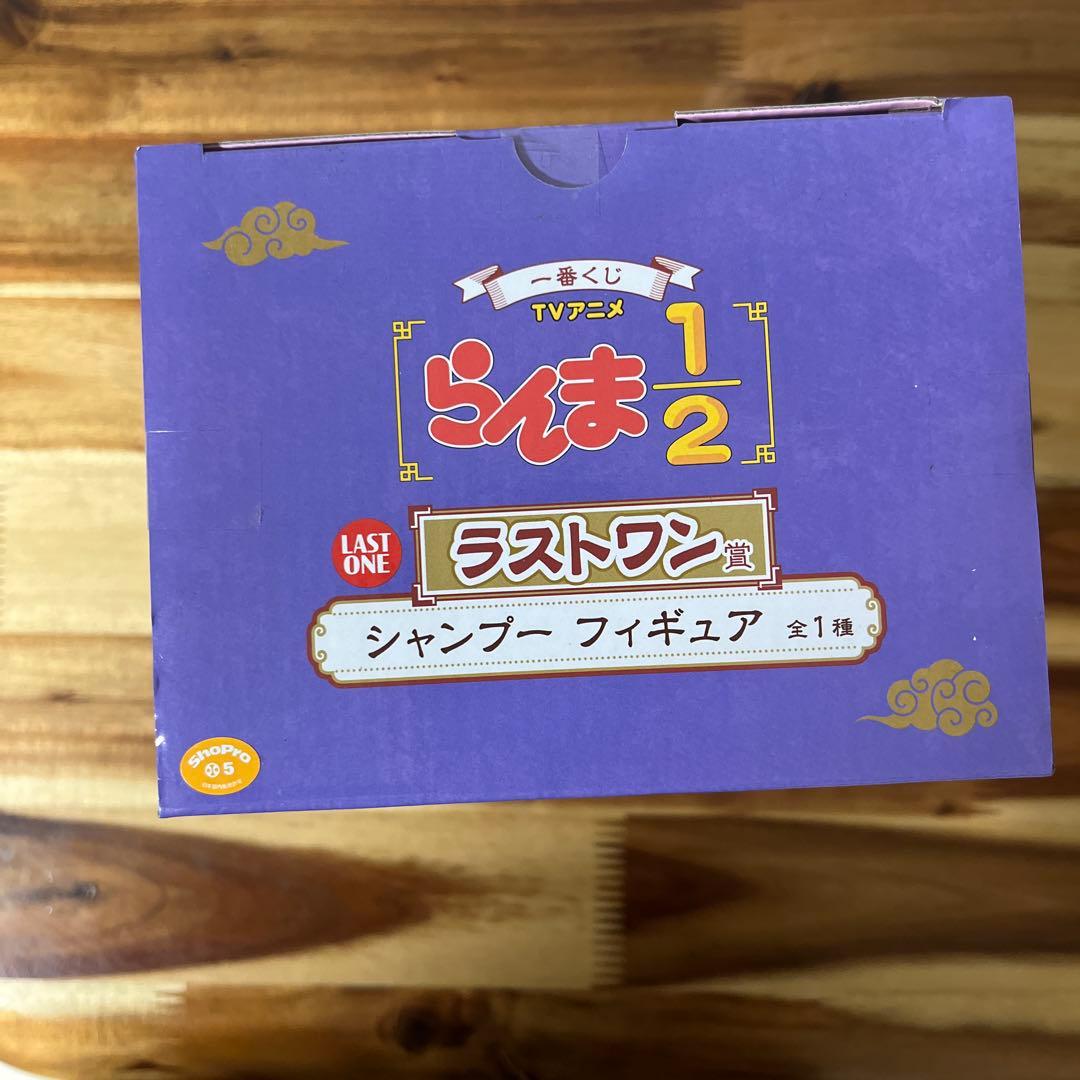 一番くじ
TVアニメ
らんま1/2
LAST
ONE
ラストワン賞
シャンプー フィギュア 全1種
ShoPro
5